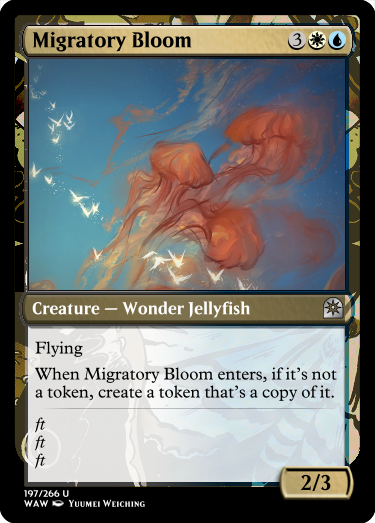 Migratory Bloom 3
Creature — Wonder Jellyfish
Flying
When Migratory Bloom enters, if it's not
a token, create a token that's a copy of it.
ft
ft
ft
2/3
197/266 U
WAW Yuumei Weiching